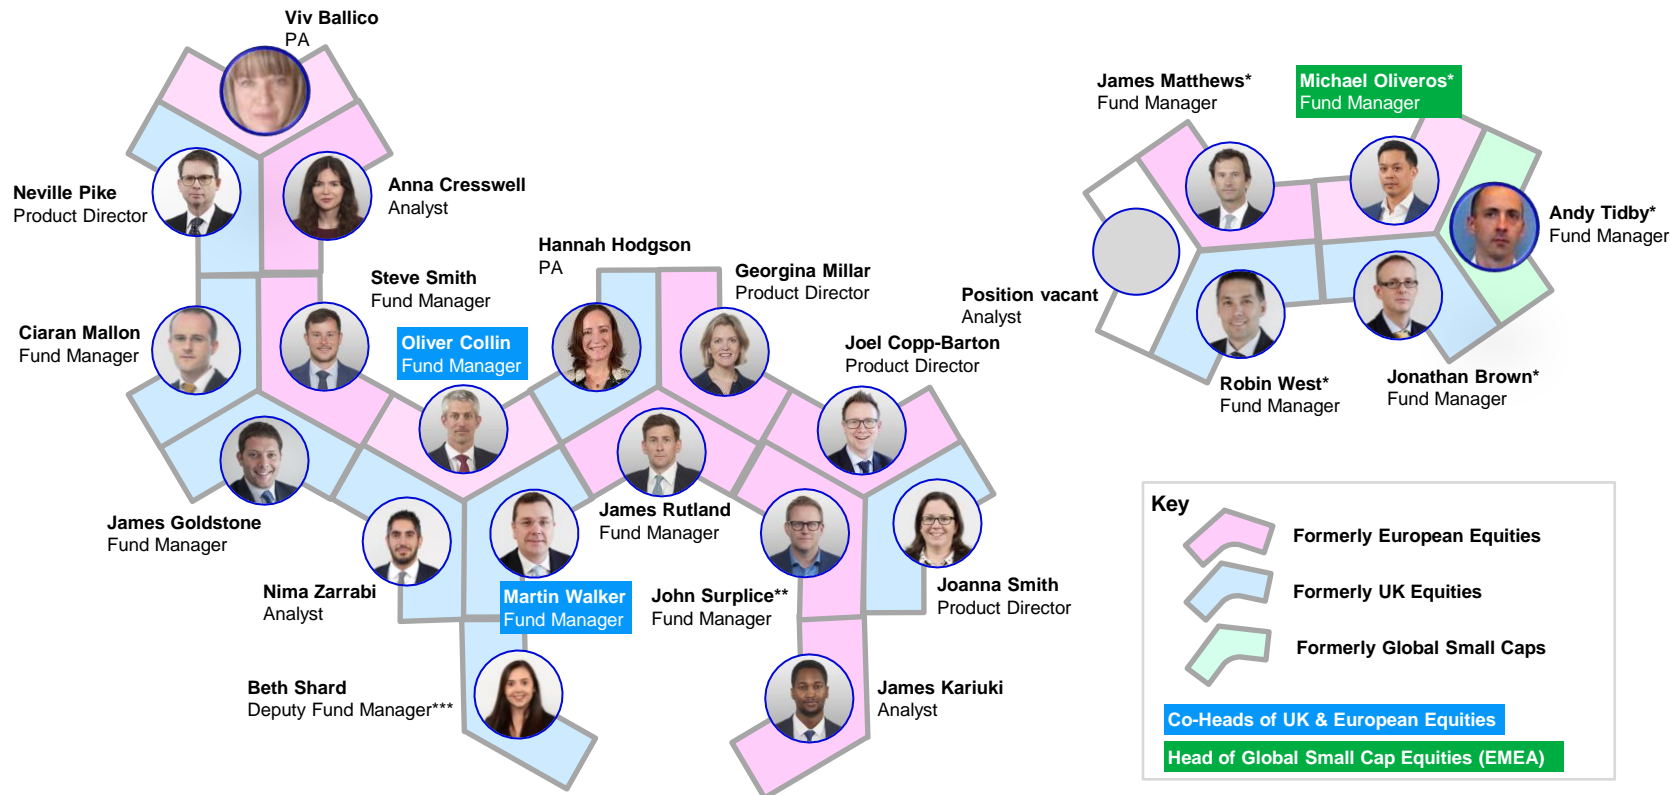 Viv Ballico
PA
Neville Pike
Product Director
Anna Cresswell
Analyst
Ciaran Mallon
Fund Manager
Steve Smith
Fund Manager
Oliver Collin
Fund Manager
Hannah Hodgson
PA
Georgina Millar
Product Director
Joel Copp-Barton
Product Director
James Goldstone
Fund Manager
Nima Zarrabi
Analyst
Martin Walker
Fund Manager
James Rutland
Fund Manager
John Surplice**
Fund Manager
Joanna Smith
Product Director
Beth Shard
Deputy Fund Manager***
James Kariuki
Analyst
James Matthews*
Fund Manager
Michael Oliveros*
Fund Manager
Andy Tidby*
Fund Manager
Position vacant
Analyst
Robin West*
Fund Manager
Jonathan Brown*
Fund Manager
Key
Formerly European Equities
Formerly UK Equities
Formerly Global Small Caps
Co-Heads of UK & European Equities
Head of Global Small Cap Equities (EMEA)